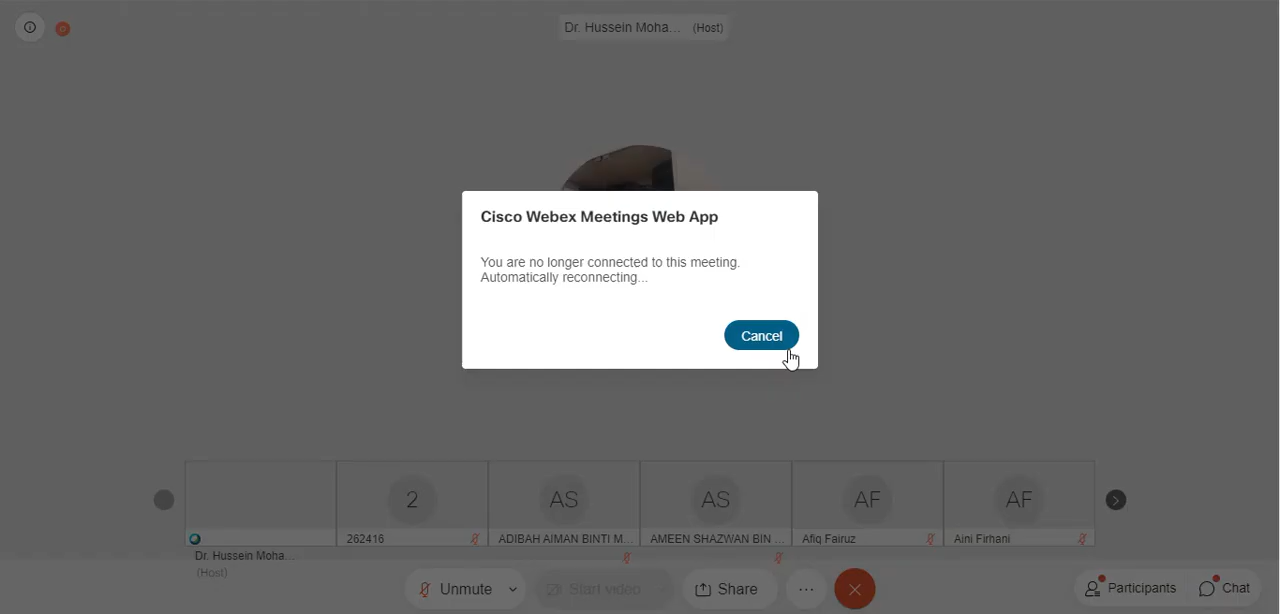 Dr. Hussein Moha... (Host)
Cisco Webex Meetings Web App
You are no longer connected to this meeting.
Automatically reconnecting...
Cancel
2 AS AS AF AF
262416 ADIBAH AIMAN BINTI M... AMEEN SHAZWAN BIN ... Afiq Fairuz Aini Firhani
Dr. Hussein Moha...
(Host)
Unmute Start video Share ... Participants Chat